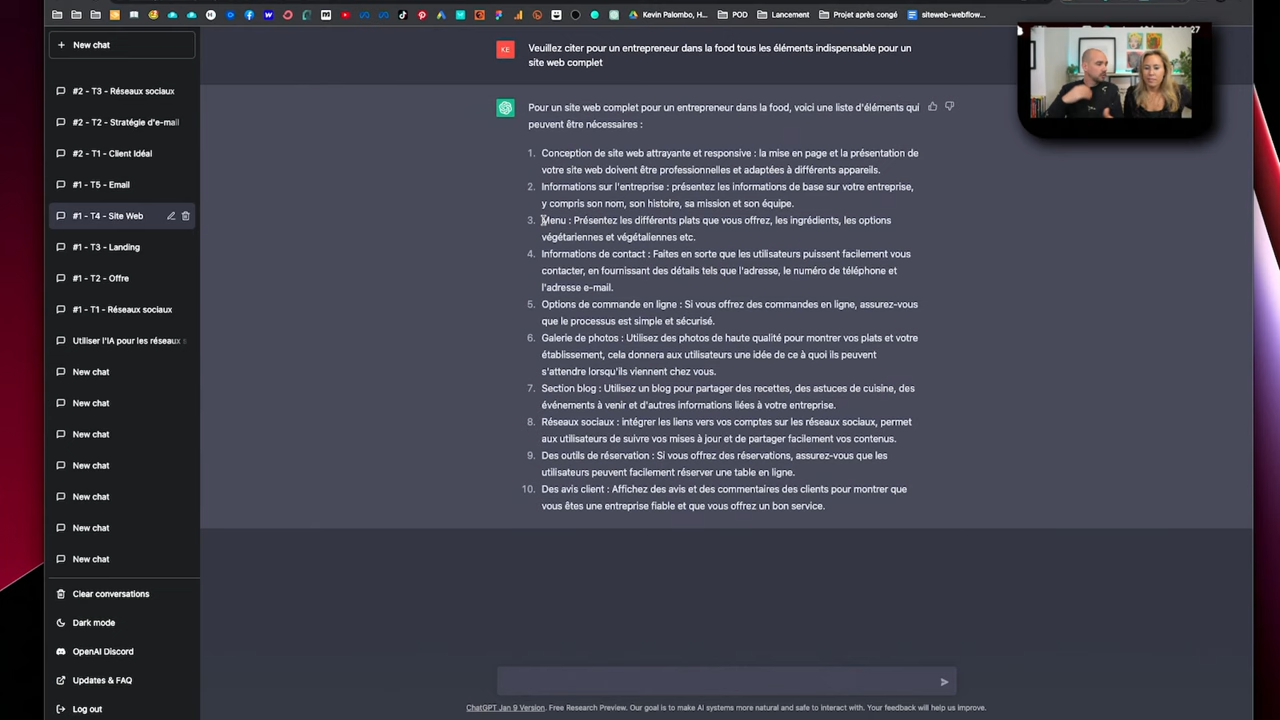 Kevin Palombo, H...
POD
Lancement
Projet après congé
siteweb-webflow...
New chat
#2 - T3 - Réseaux sociaux
#2 - T2 - Stratégie d'e-mail
#2 - T1 - Client Idéal
#1 - T5 - Email
#1 - T4 - Site Web
#1 - T3 - Landing
#1 - T2 - Offre
#1 - T1 - Réseaux sociaux
Utiliser l'IA pour les réseaux s
New chat
New chat
New chat
New chat
New chat
New chat
New chat
Clear conversations
Dark mode
OpenAI Discord
Updates & FAQ
Log out
KE
Veuillez citer pour un entrepreneur dans la food tous les éléments indispensable pour un
site web complet
Pour un site web complet pour un entrepreneur dans la food, voici une liste d'éléments qui
peuvent être nécessaires :
1. Conception de site web attrayante et responsive : la mise en page et la présentation de
votre site web doivent être professionnelles et adaptées à différents appareils.
2. Informations sur l'entreprise : présentez les informations de base sur votre entreprise,
y compris son nom, son histoire, sa mission et son équipe.
3. Menu : Présentez les différents plats que vous offrez, les ingrédients, les options
végétariennes et végétaliennes etc.
4. Informations de contact : Faites en sorte que les utilisateurs puissent facilement vous
contacter, en fournissant des détails tels que l'adresse, le numéro de téléphone et
l'adresse e-mail.
5. Options de commande en ligne : Si vous offrez des commandes en ligne, assurez-vous
que le processus est simple et sécurisé.
6. Galerie de photos : Utilisez des photos de haute qualité pour montrer vos plats et votre
établissement, cela donnera aux utilisateurs une idée de ce à quoi ils peuvent
s'attendre lorsqu'ils viennent chez vous.
7. Section blog : Utilisez un blog pour partager des recettes, des astuces de cuisine, des
événements à venir et d'autres informations liées à votre entreprise.
8. Réseaux sociaux : intégrer les liens vers vos comptes sur les réseaux sociaux, permet
aux utilisateurs de suivre vos mises à jour et de partager facilement vos contenus.
9. Des outils de réservation : Si vous offrez des réservations, assurez-vous que les
utilisateurs peuvent facilement réserver une table en ligne.
10. Des avis client : Affichez des avis et des commentaires des clients pour montrer que
vous êtes une entreprise fiable et que vous offrez un bon service.
ChatGPT Jan 9 Version. Free Research Preview. Our goal is to make AI systems more natural and safe to interact with. Your feedback will help us improve.